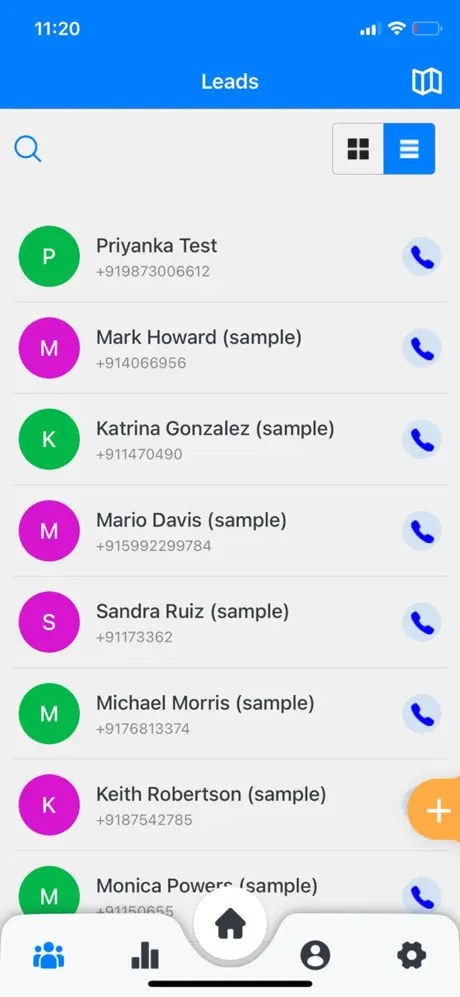 11:20
Leads
P
Priyanka Test
+919873006612
M
Mark Howard (sample)
+914066956
K
Katrina Gonzalez (sample)
+911470490
M
Mario Davis (sample)
+915992299784
S
Sandra Ruiz (sample)
+91173362
M
Michael Morris (sample)
+9176813374
K
Keith Robertson (sample)
+9187542785
M
Monica Powers (sample)
+91150655